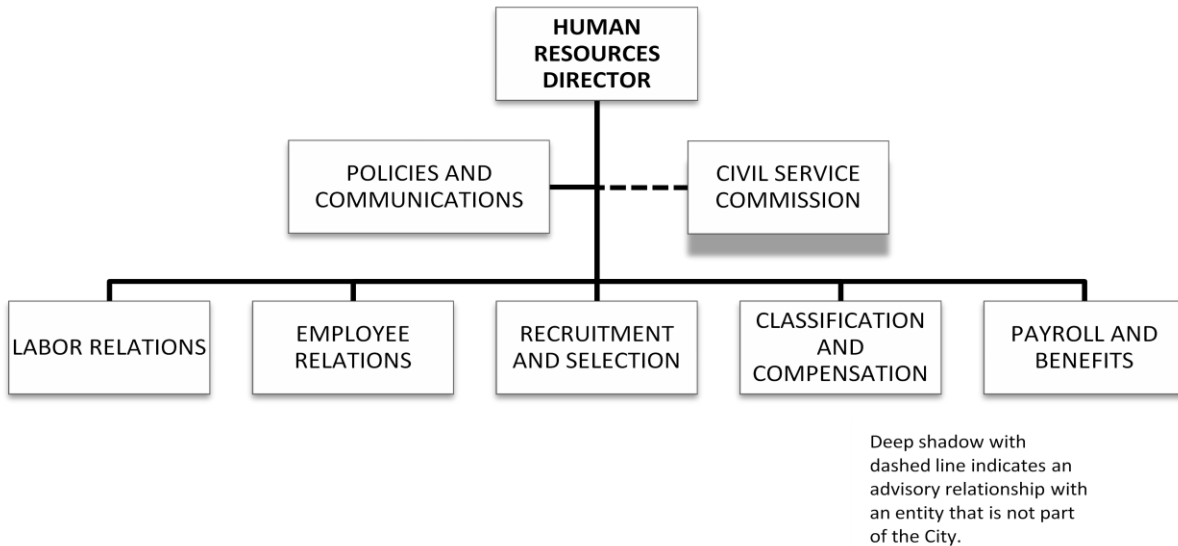 HUMAN
RESOURCES
DIRECTOR
POLICIES AND
COMMUNICATIONS
CIVIL SERVICE
COMMISSION
LABOR RELATIONS
EMPLOYEE
RELATIONS
RECRUITMENT
AND SELECTION
CLASSIFICATION
AND
COMPENSATION
PAYROLL AND
BENEFITS
Deep shadow with
dashed line indicates an
advisory relationship with
an entity that is not part
of the City.